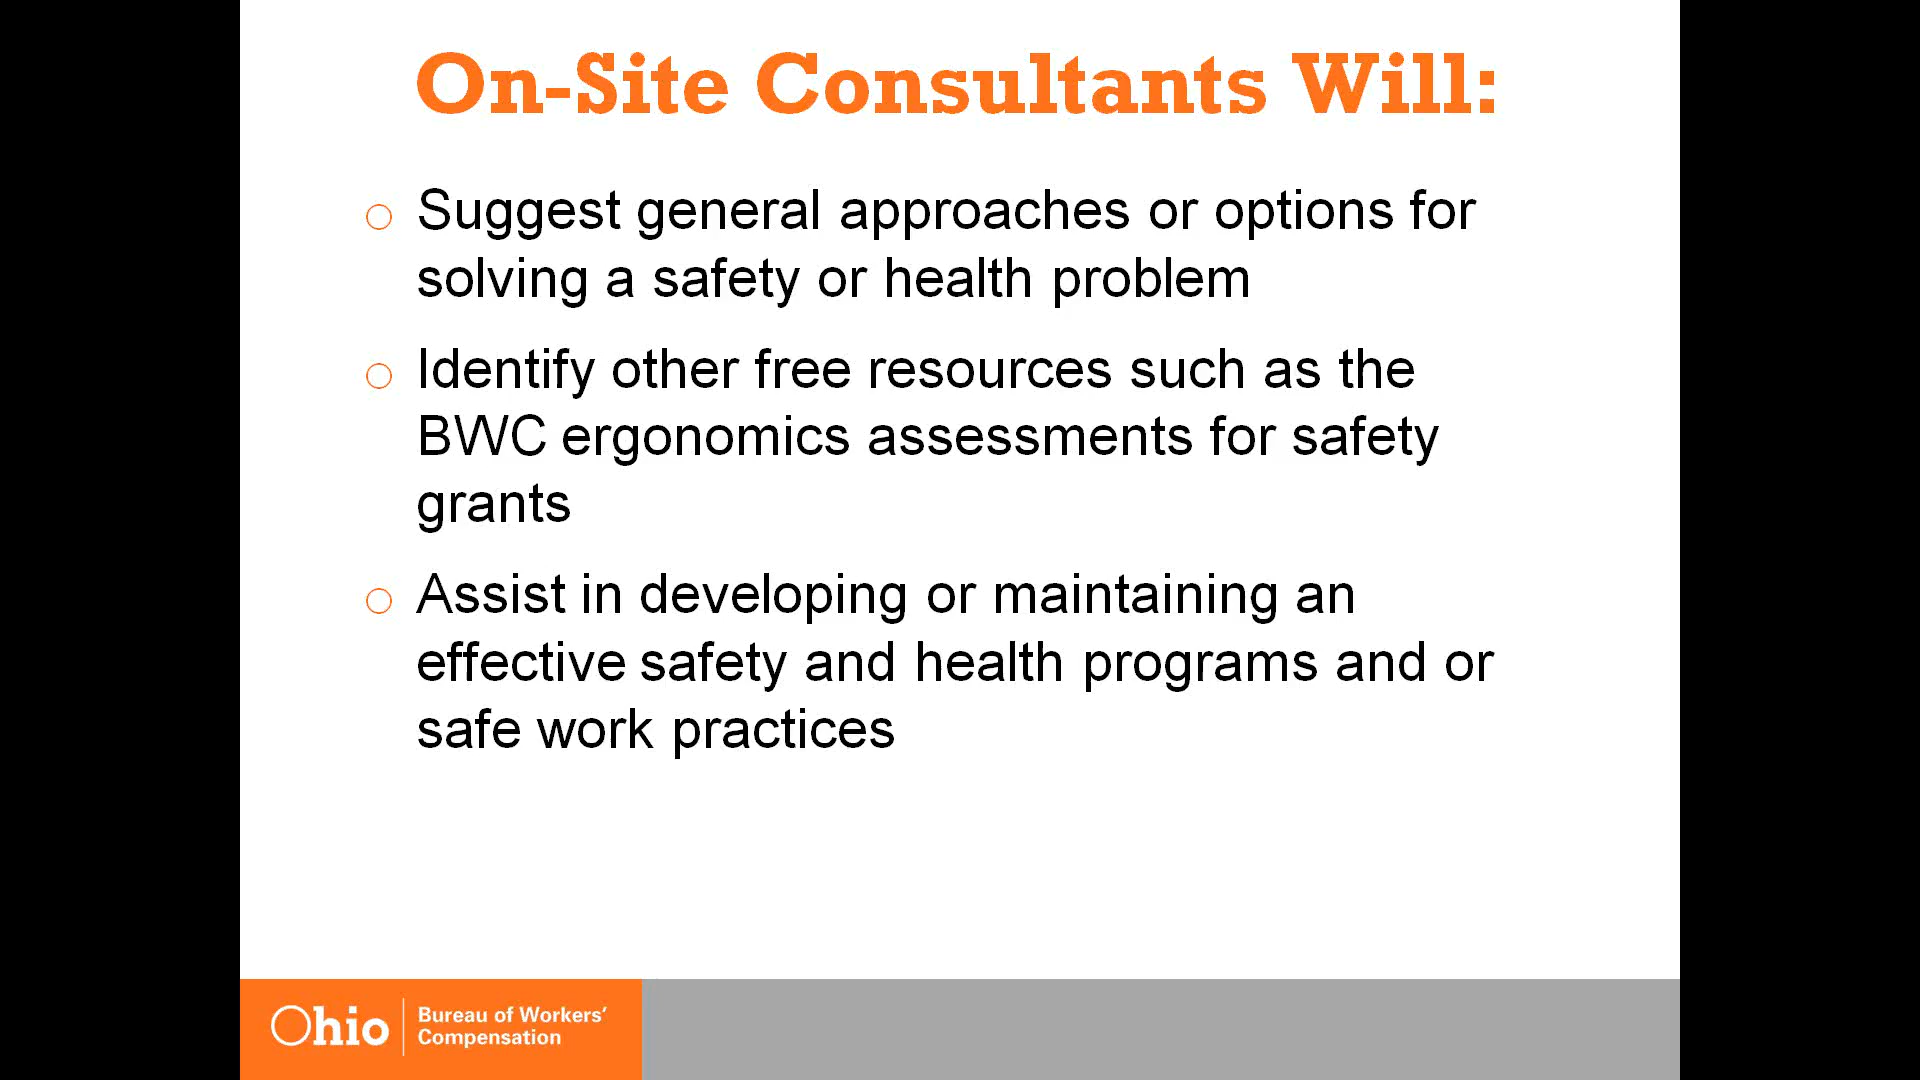 On-Site Consultants Will:
Suggest general approaches or options for
solving a safety or health problem
Identify other free resources such as the
BWC ergonomics assessments for safety
grants
Assist in developing or maintaining an
effective safety and health programs and or
safe work practices
Ohio
Bureau of Workers’
Compensation